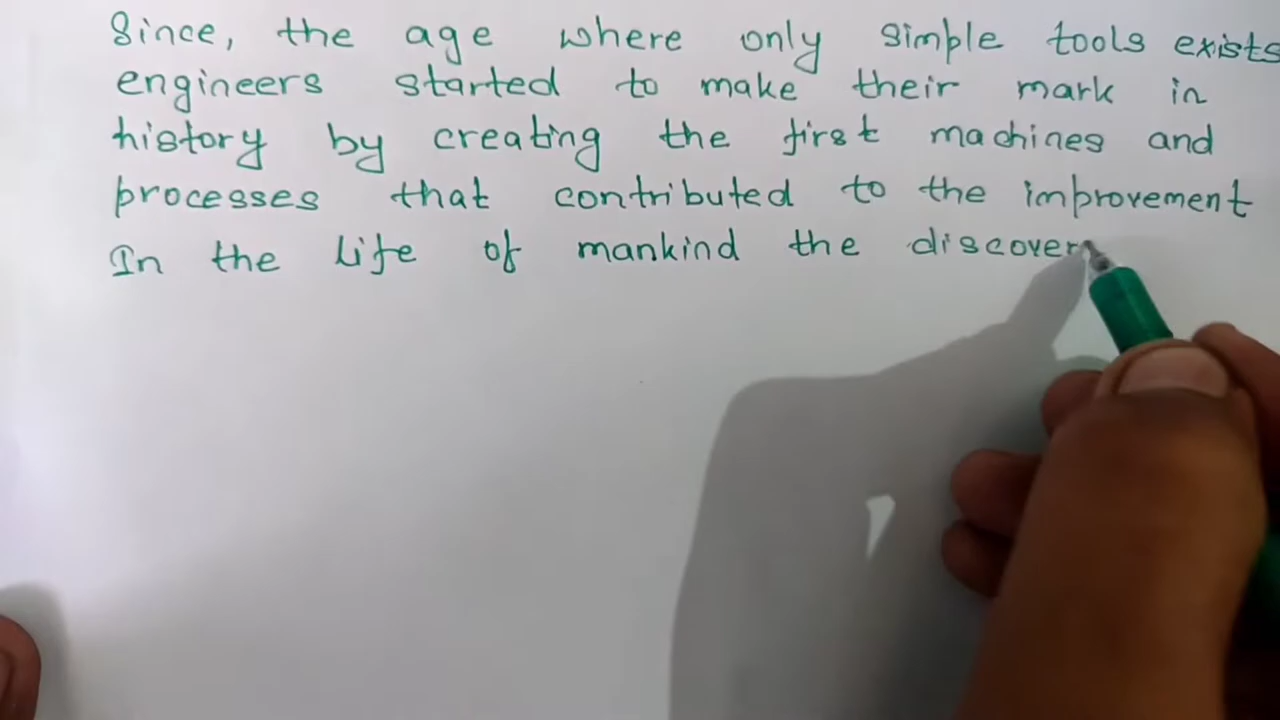 Since, the age where only simple tools exists
engineers started to make their mark in
history by creating the first machines and
processes that contributed to the improvement
In the life of mankind the discover